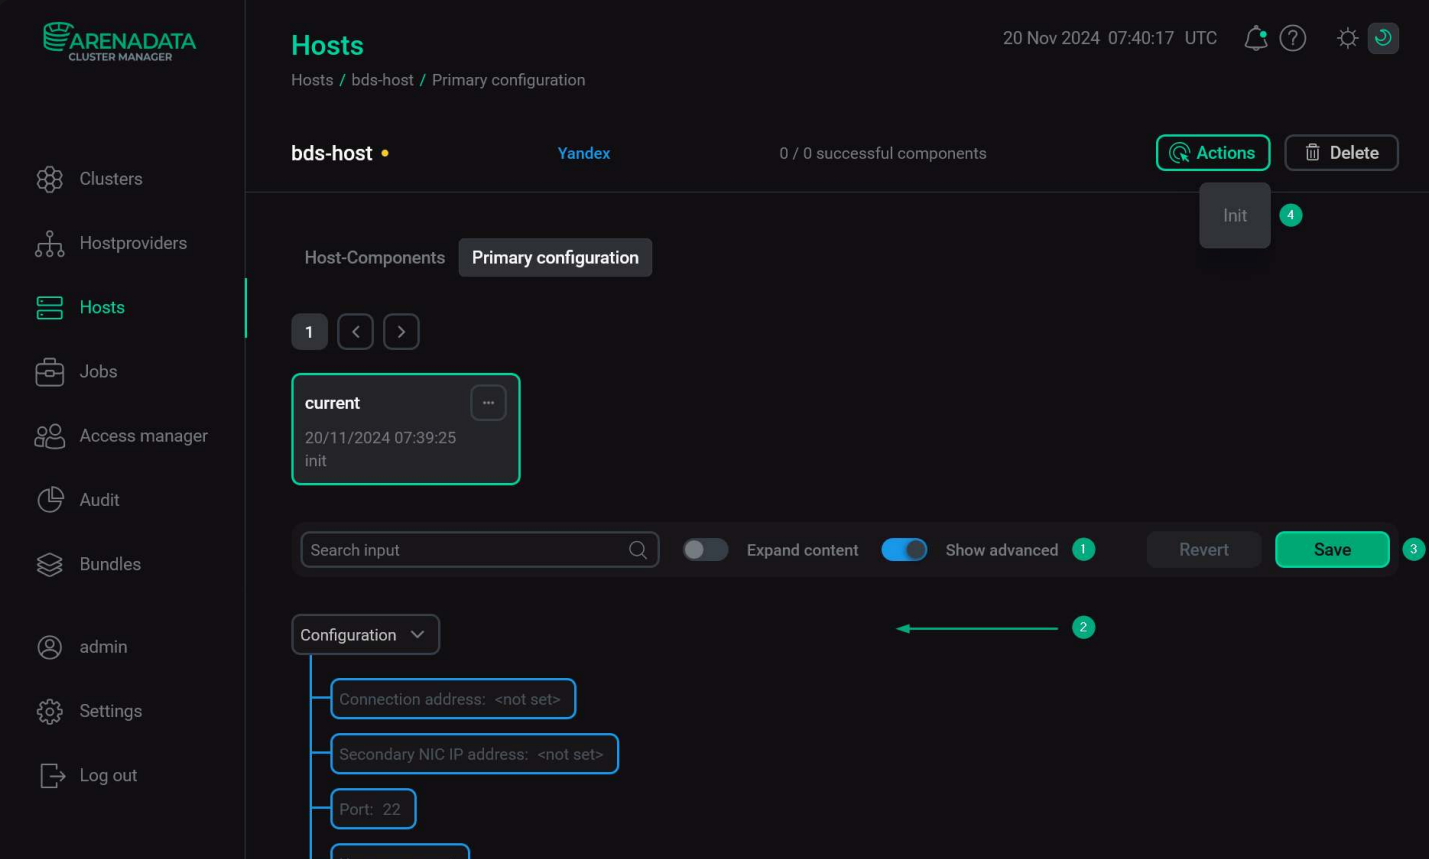 ARENADATA
CLUSTER MANAGER
Clusters
Hostproviders
Hosts
Jobs
Access manager
Audit
Bundles
admin
Settings
Log out
Hosts
20 Nov 2024 07:40:17 UTC
Hosts / bds-host / Primary configuration
bds-host
Yandex
0 / 0 successful components
Actions
Delete
Init
4
Host-Components
Primary configuration
1
current
20/11/2024 07:39:25
init
Search input
Expand content
Show advanced
1
Revert
Save
3
Configuration
2
Connection address: <not set>
Secondary NIC IP address: <not set>
Port: 22